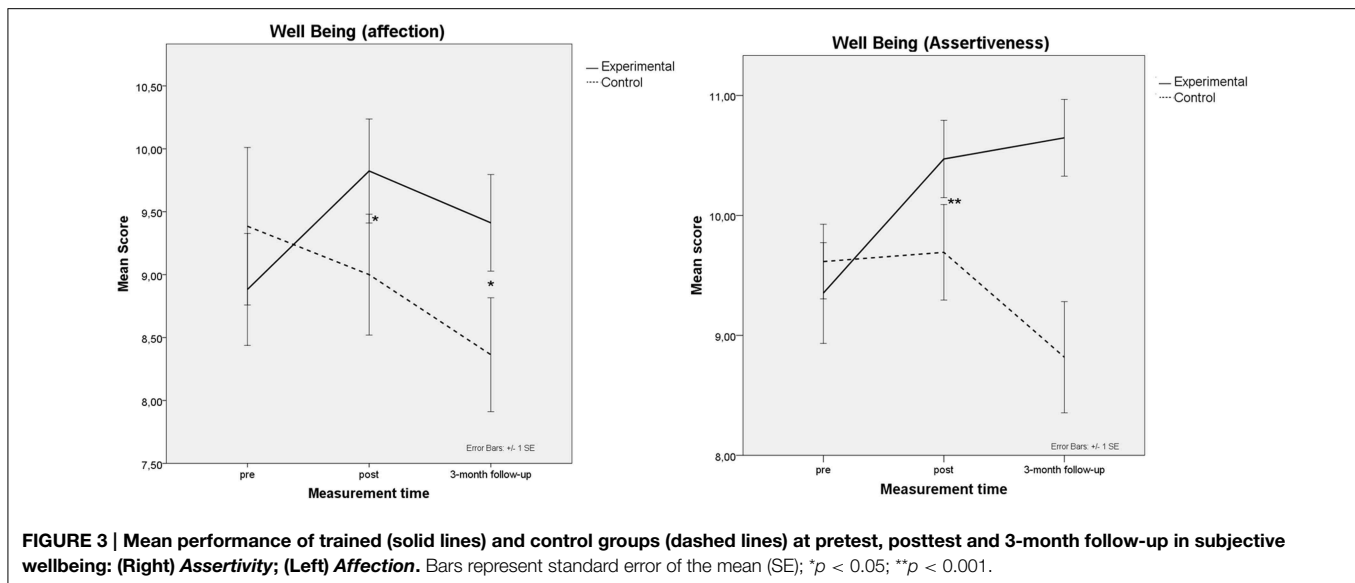 Well Being (affection)
Experimental
Control
10,50
10,00
9,50
9,00
8,50
8,00
7,50
Mean Score
*
*
Error Bars: +/- 1 SE
pre
post
3-month follow-up
Measurement time
Well Being (Assertiveness)
Experimental
Control
11,00
10,00
9,00
8,00
Mean score
**
Error Bars: +/- 1 SE
pre
post
3-month follow-up
Measurement time
FIGURE 3 | Mean performance of trained (solid lines) and control groups (dashed lines) at pretest, posttest and 3-month follow-up in subjective
wellbeing: (Right) Assertivity; (Left) Affection. Bars represent standard error of the mean (SE); *p < 0.05; **p < 0.001.